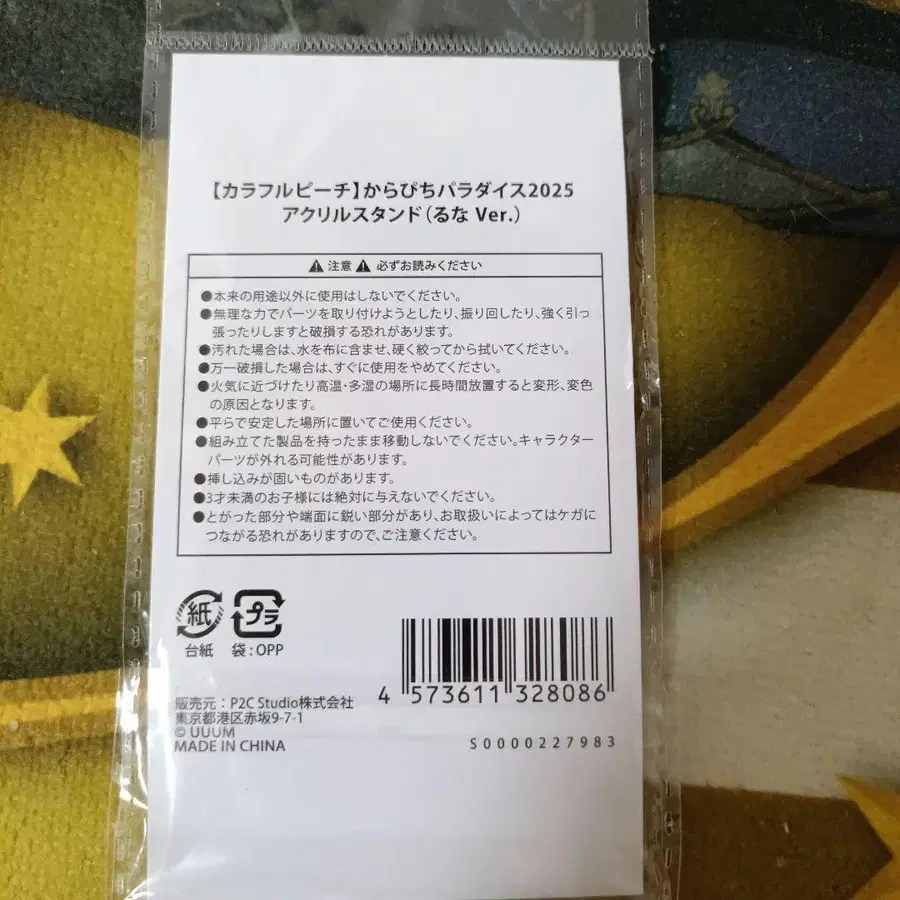 【カラフルピーチ】からぴちパラダイス2025
アクリルスタンド(るな Ver.)
⚠注意⚠ 必ずお読みください
●本来の用途以外に使用はしないでください。
●無理な力でパーツを取り付けようとしたり、振り回したり、強く引っ
張ったりしますと破損する恐れがあります。
●汚れた場合は、水を布に含ませ、硬く絞ってから拭いてください。
●万一破損した場合は、すぐに使用をやめてください。
●火気に近づけたり高温・多湿の場所に長時間放置すると変形、変色
の原因となります。
●平らで安定した場所に置いてご使用ください。
●組み立てた製品を持ったまま移動しないでください。キャラクター
パーツが外れる可能性があります。
●挿し込みが固いものがあります。
●3才未満のお子様には絶対に与えないでください。
●とがった部分や端面に鋭い部分があり、お取扱いによってはケガに
つながる恐れがありますので、ご注意ください。
紙 プラ
台紙 袋:OPP
4 573611 328086
販売元:P2C Studio株式会社
東京都港区赤坂9-7-1
© UUUM
MADE IN CHINA
S0000227983